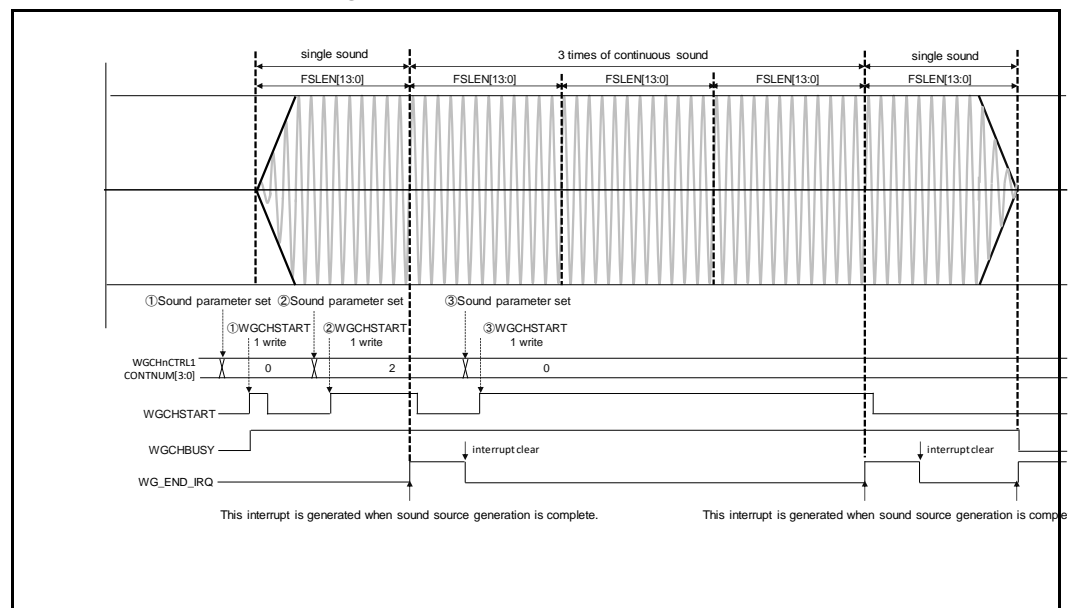 single sound
3 times of continuous sound
single sound
FSLEN[13:0]
FSLEN[13:0]
FSLEN[13:0]
FSLEN[13:0]
FSLEN[13:0]
①Sound parameter set
②Sound parameter set
③Sound parameter set
①WGCHSTART
1 write
②WGCHSTART
1 write
③WGCHSTART
1 write
WGCHnCTRL1
CONTNUM[3:0]
0
2
0
WGCHSTART
WGCHBUSY
interrupt clear
interrupt clear
WG_END_IRQ
This interrupt is generated when sound source generation is complete.
This interrupt is generated when sound source generation is comple